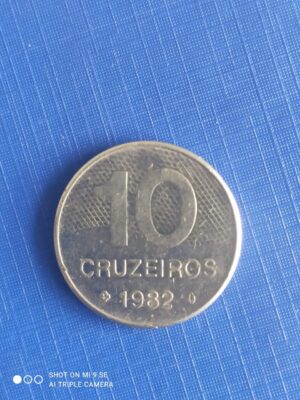 10
CRUZEIROS
1982
SHOT ON MI 9 SE
AI TRIPLE CAMERA